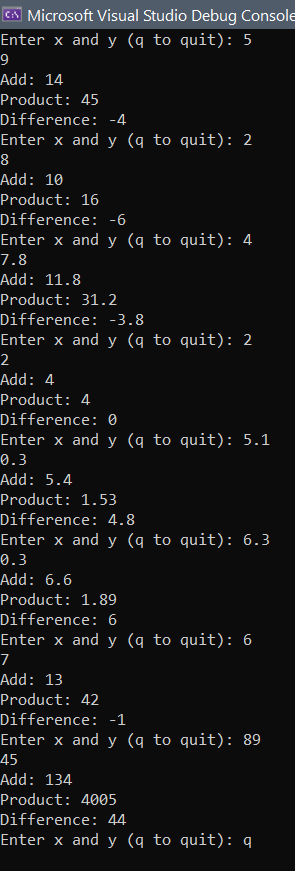 Microsoft Visual Studio Debug Console
Enter x and y (q to quit): 5
9
Add: 14
Product: 45
Difference: -4
Enter x and y (q to quit): 2
8
Add: 10
Product: 16
Difference: -6
Enter x and y (q to quit): 4
7.8
Add: 11.8
Product: 31.2
Difference: -3.8
Enter x and y (q to quit): 2
2
Add: 4
Product: 4
Difference: 0
Enter x and y (q to quit): 5.1
0.3
Add: 5.4
Product: 1.53
Difference: 4.8
Enter x and y (q to quit): 6.3
0.3
Add: 6.6
Product: 1.89
Difference: 6
Enter x and y (q to quit): 6
7
Add: 13
Product: 42
Difference: -1
Enter x and y (q to quit): 89
45
Add: 134
Product: 4005
Difference: 44
Enter x and y (q to quit): q